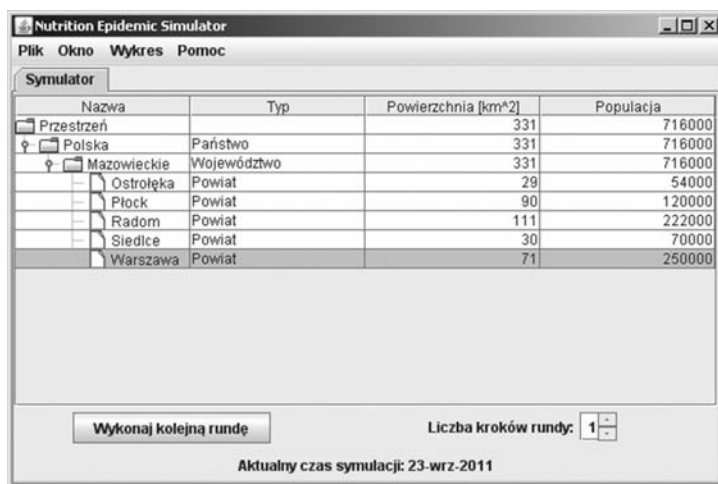 Nutrition Epidemic Simulator
Plik Okno Wykres Pomoc
Symulator
Nazwa Typ Powierzchnia [km^2] Populacja
Przestrzeń 331 716000
Polska Państwo 331 716000
Mazowieckie Województwo 331 716000
Ostrołęka Powiat 29 54000
Płock Powiat 90 120000
Radom Powiat 111 222000
Siedlce Powiat 30 70000
Warszawa Powiat 71 250000
Wykonaj kolejną rundę Liczba kroków rundy: 1
Aktualny czas symulacji: 23-wrz-2011